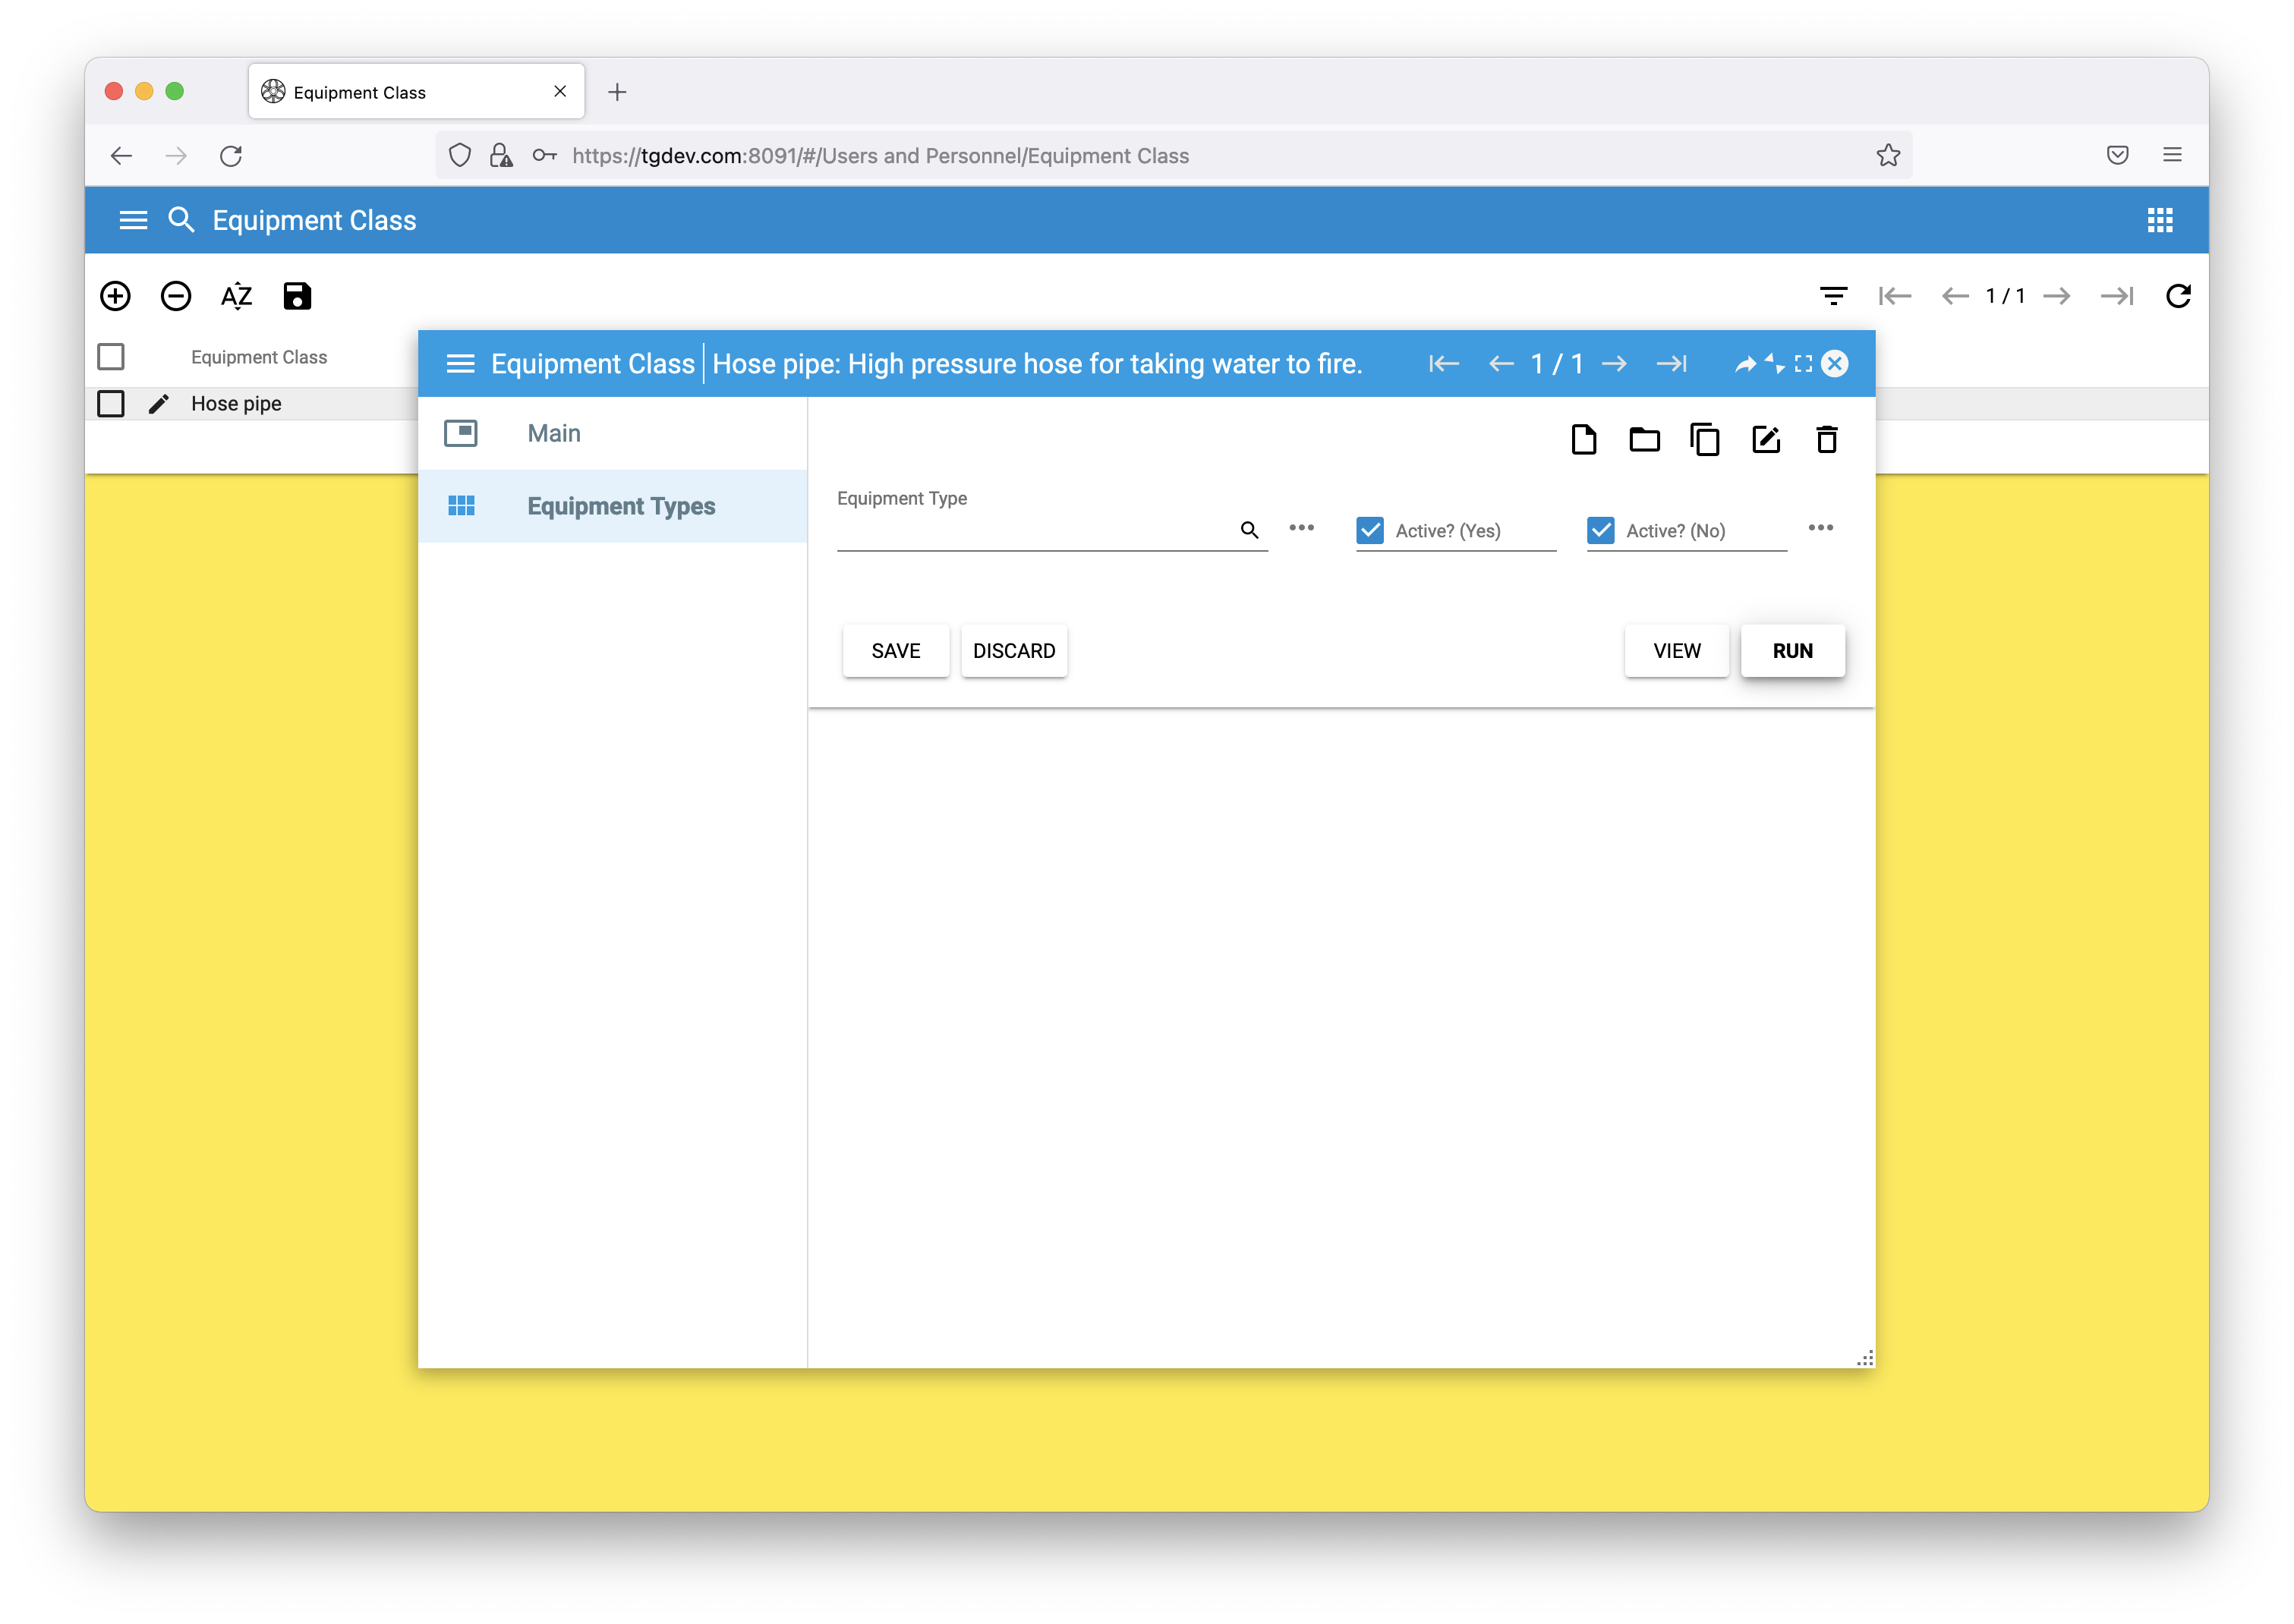 Equipment Class
https://tgdev.com:8091/#/Users and Personnel/Equipment Class
Equipment Class
AZ
1 / 1
Equipment Class
Hose pipe
Equipment Class | Hose pipe: High pressure hose for taking water to fire.
1 / 1
Main
Equipment Types
Equipment Type
Active? (Yes)
Active? (No)
SAVE
DISCARD
VIEW
RUN